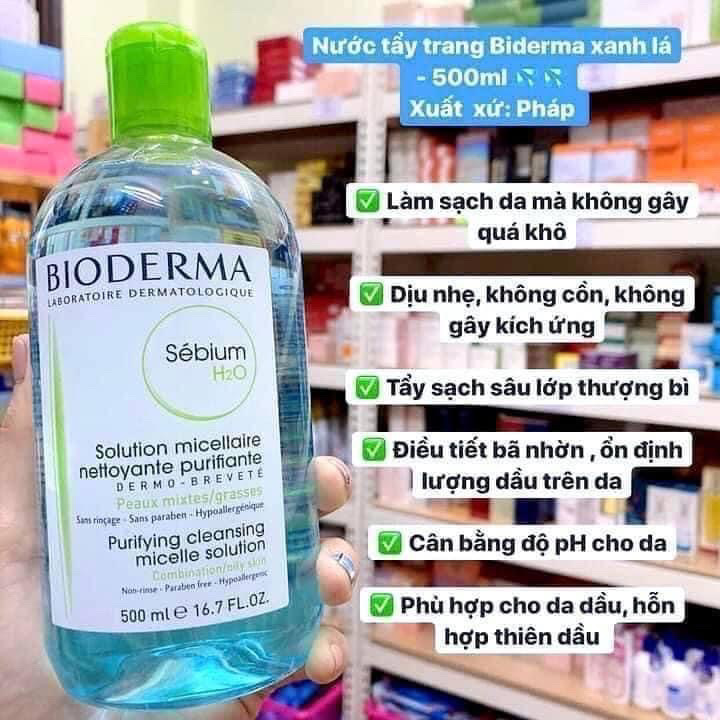 Nước tẩy trang Biderma xanh lá
- 500ml
Xuất xứ: Pháp
Làm sạch da mà không gây
quá khô
Dịu nhẹ, không cồn, không
gây kích ứng
Tẩy sạch sâu lớp thượng bì
Điều tiết bã nhờn , ổn định
lượng dầu trên da
Cân bằng độ pH cho da
Phù hợp cho da dầu, hỗn
hợp thiên dầu
BIODERMA
LABORATOIRE DERMATOLOGIQUE
Sébium
H2O
Solution micellaire
nettoyante purifiante
DERMO-BREVETÉ
Peaux mixtes/grasses
Sans rinçage - Sans paraben - Hypoallergénique
Purifying cleansing
micelle solution
Combination/oily skin
Non-rinse - Paraben free - Hypoallergenic
500 ml e 16.7 FL.OZ.